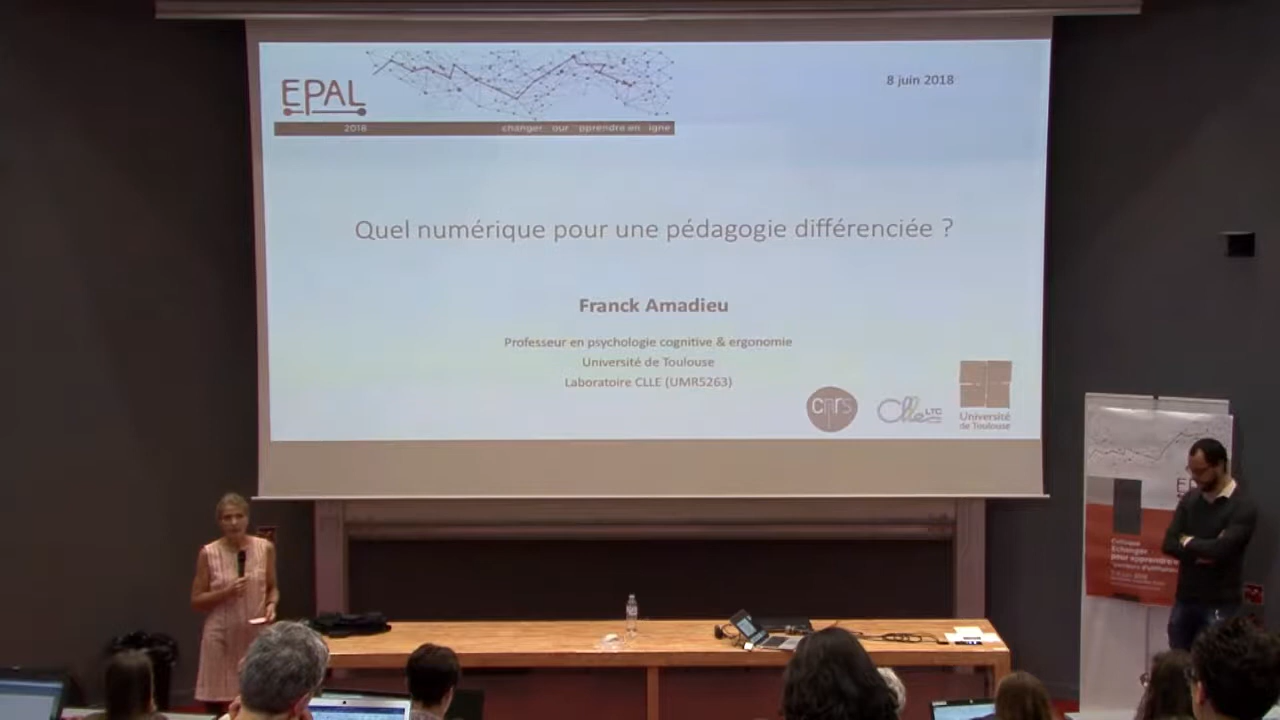 EPAL
8 juin 2018
2018
Quel numérique pour une pédagogie différenciée ?
Franck Amadieu
Professeur en psychologie cognitive & ergonomie
Université de Toulouse
Laboratoire CLLE (UMR5263)
cnrs
Clle LTC
Université
de Toulouse